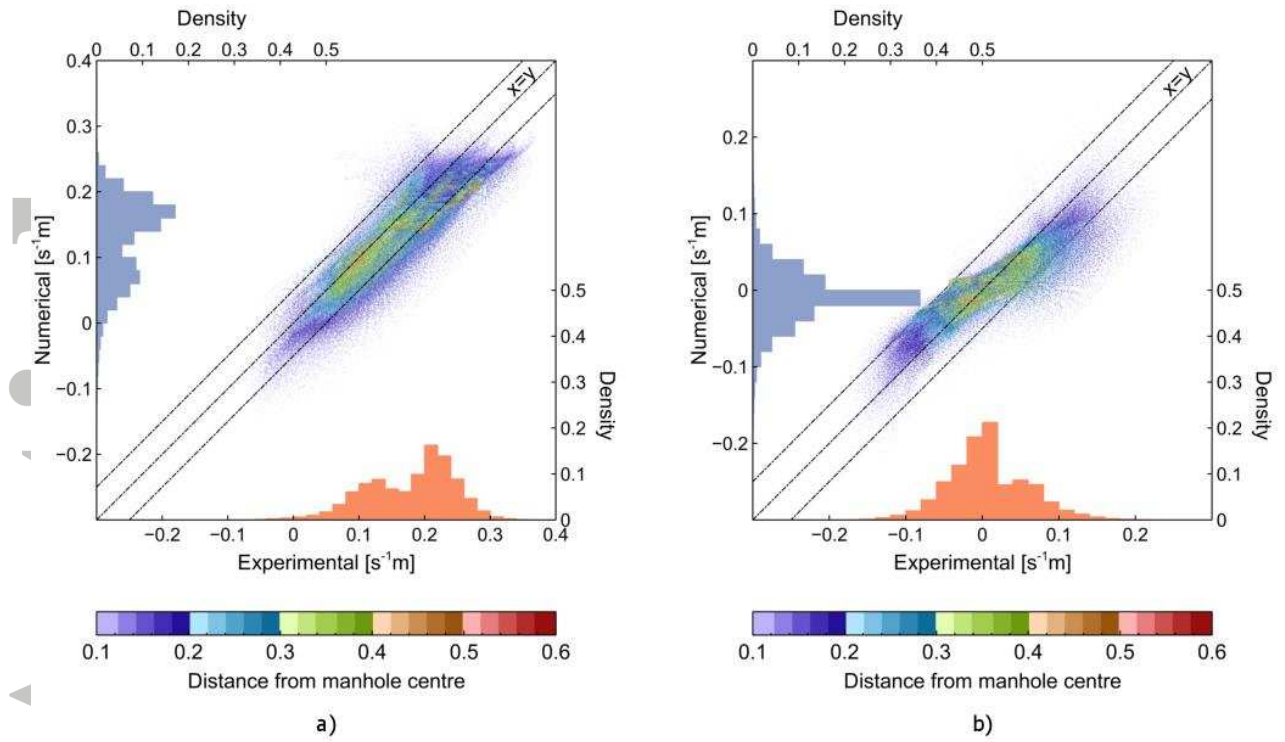 Density
0 0.1 0.2 0.3 0.4 0.5
0.4
0.3
0.2
0.1
0
−0.1
−0.2
Numerical [s⁻¹m]
x=y
0.5
0.4
0.3
0.2
0.1
0
Density
−0.2 −0.1 0 0.1 0.2 0.3 0.4
Experimental [s⁻¹m]
0.1 0.2 0.3 0.4 0.5 0.6
Distance from manhole centre
a)
Density
0 0.1 0.2 0.3 0.4 0.5
0.2
0.1
0
−0.1
−0.2
Numerical [s⁻¹m]
x=y
0.5
0.4
0.3
0.2
0.1
0
Density
−0.2 −0.1 0 0.1 0.2
Experimental [s⁻¹m]
0.1 0.2 0.3 0.4 0.5 0.6
Distance from manhole centre
b)